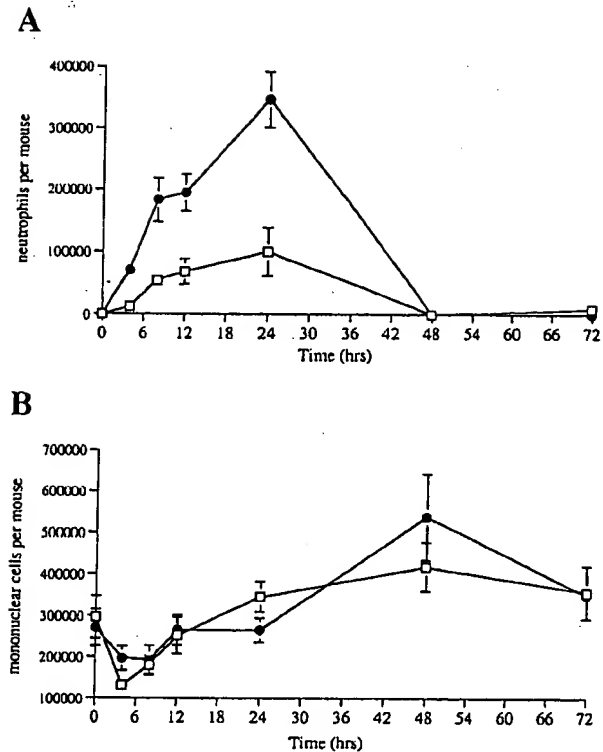 A
400000
300000
200000
100000
0
neutrophils per mouse
0 6 12 18 24 30 36 42 48 54 60 66 72
Time (hrs)
B
700000
600000
500000
400000
300000
200000
100000
mononuclear cells per mouse
0 6 12 18 24 30 36 42 48 54 60 66 72
Time (hrs)